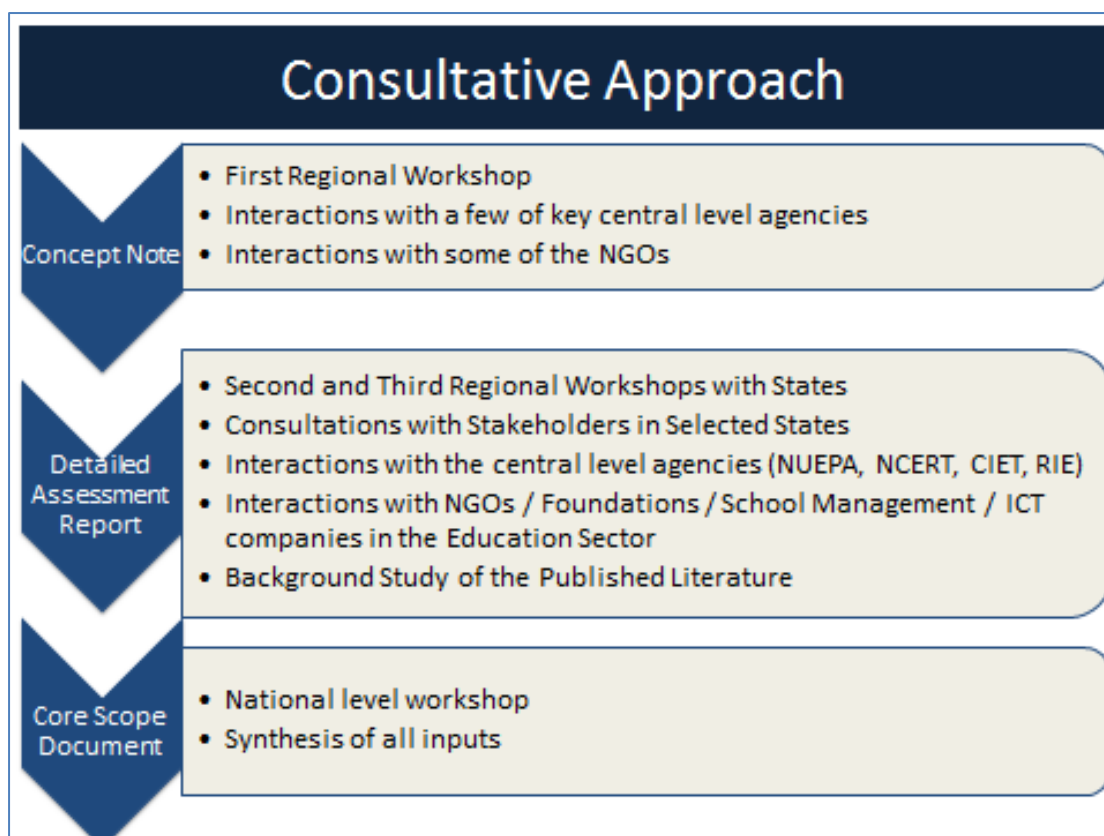 Consultative Approach
Concept Note
• First Regional Workshop
• Interactions with a few of key central level agencies
• Interactions with some of the NGOs
Detailed
Assessment
Report
• Second and Third Regional Workshops with States
• Consultations with Stakeholders in Selected States
• Interactions with the central level agencies (NUEPA, NCERT, CIET, RIE)
• Interactions with NGOs / Foundations / School Management / ICT
companies in the Education Sector
• Background Study of the Published Literature
Core Scope
Document
• National level workshop
• Synthesis of all inputs